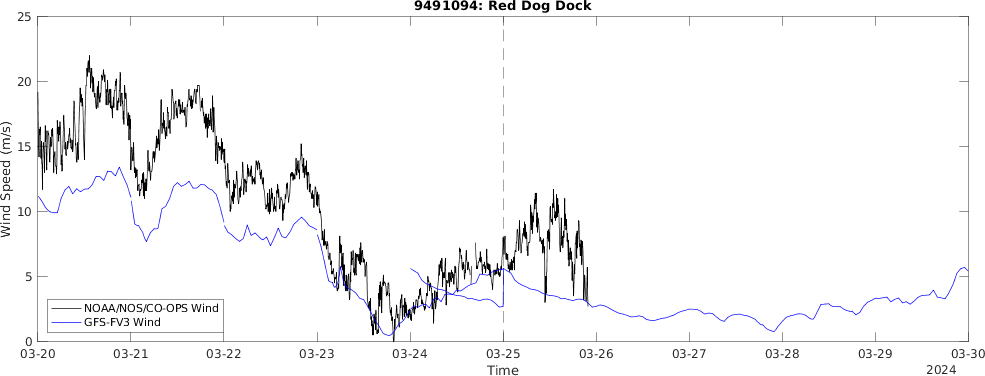 9491094: Red Dog Dock
25
20
15
10
5
0
Wind Speed (m/s)
NOAA/NOS/CO-OPS Wind
GFS-FV3 Wind
03-20 03-21 03-22 03-23 03-24 03-25 03-26 03-27 03-28 03-29 03-30
Time
2024